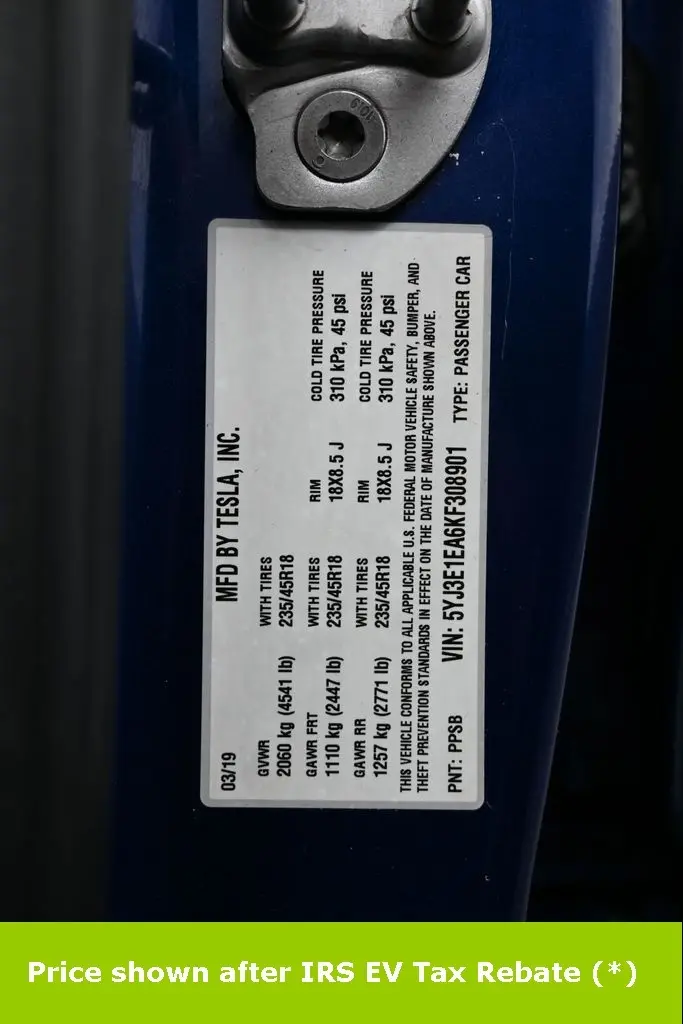 1019
03/19 MFD BY TESLA, INC.
GVWR WITH TIRES
2060 kg (4541 lb) 235/45R18
GAWR FRT WITH TIRES RIM COLD TIRE PRESSURE
1110 kg (2447 lb) 235/45R18 18X8.5 J 310 kPa, 45 psi
GAWR RR WITH TIRES RIM COLD TIRE PRESSURE
1257 kg (2771 lb) 235/45R18 18X8.5 J 310 kPa, 45 psi
THIS VEHICLE CONFORMS TO ALL APPLICABLE U.S. FEDERAL MOTOR VEHICLE SAFETY, BUMPER, AND
THEFT PREVENTION STANDARDS IN EFFECT ON THE DATE OF MANUFACTURE SHOWN ABOVE.
PNT: PPSB VIN: 5YJ3E1EA6KF308901 TYPE: PASSENGER CAR
Price shown after IRS EV Tax Rebate (*)